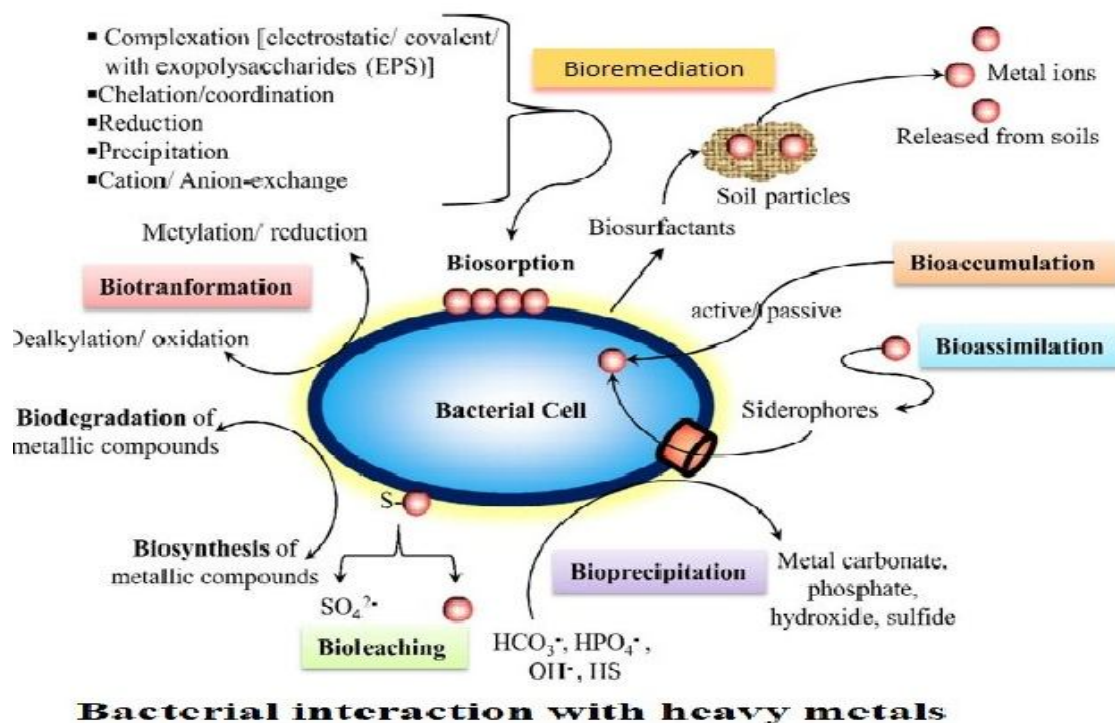 ▪ Complexation [electrostatic/ covalent/
with exopolysaccharides (EPS)]
▪Chelation/coordination
▪Reduction
▪Precipitation
▪Cation/ Anion-exchange
Bioremediation
Metal ions
Released from soils
Soil particles
Biosurfactants
Metylation/ reduction
Biotranformation
Dealkylation/ oxidation
Biosorption
Bioaccumulation
active/ passive
Bioassimilation
Siderophores
Bacterial Cell
Biodegradation of
metallic compounds
Biosynthesis of
metallic compounds
S-
SO₄²⁻
Bioleaching
Bioprecipitation
HCO₃⁻, HPO₄⁻,
OH⁻, HS
Metal carbonate,
phosphate,
hydroxide, sulfide
Bacterial interaction with heavy metals